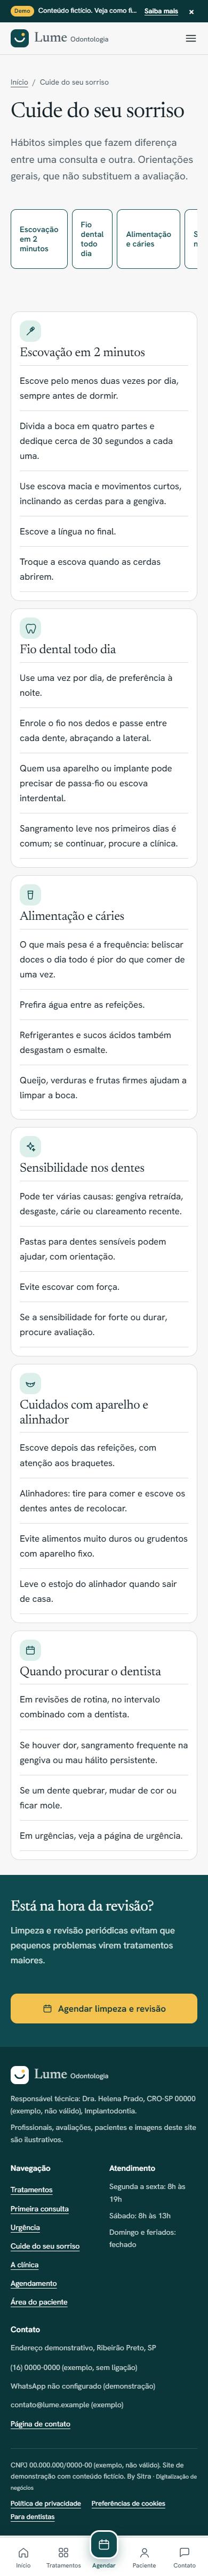 Demo Conteúdo fictício. Veja como fi... Saiba mais ×
Lume Odontologia
Início / Cuide do seu sorriso
Cuide do seu sorriso
Hábitos simples que fazem diferença
entre uma consulta e outra. Orientações
gerais, que não substituem a avaliação.
Escovação
em 2
minutos
Fio
dental
todo
dia
Alimentação
e cáries
Escovação em 2 minutos
Escove pelo menos duas vezes por dia,
sempre antes de dormir.
Divida a boca em quatro partes e
dedique cerca de 30 segundos a cada
uma.
Use escova macia e movimentos curtos,
inclinando as cerdas para a gengiva.
Escove a língua no final.
Troque a escova quando as cerdas
abrirem.
Fio dental todo dia
Use uma vez por dia, de preferência à
noite.
Enrole o fio nos dedos e passe entre
cada dente, abraçando a lateral.
Quem usa aparelho ou implante pode
precisar de passa-fio ou escova
interdental.
Sangramento leve nos primeiros dias é
comum; se continuar, procure a clínica.
Alimentação e cáries
O que mais pesa é a frequência: beliscar
doces o dia todo é pior do que comer de
uma vez.
Prefira água entre as refeições.
Refrigerantes e sucos ácidos também
desgastam o esmalte.
Queijo, verduras e frutas firmes ajudam a
limpar a boca.
Sensibilidade nos dentes
Pode ter várias causas: gengiva retraída,
desgaste, cárie ou clareamento recente.
Pastas para dentes sensíveis podem
ajudar, com orientação.
Evite escovar com força.
Se a sensibilidade for forte ou durar,
procure avaliação.
Cuidados com aparelho e
alinhador
Escove depois das refeições, com
atenção aos braquetes.
Alinhadores: tire para comer e escove os
dentes antes de recolocar.
Evite alimentos muito duros ou grudentos
com aparelho fixo.
Leve o estojo do alinhador quando sair
de casa.
Quando procurar o dentista
Em revisões de rotina, no intervalo
combinado com a dentista.
Se houver dor, sangramento frequente na
gengiva ou mau hálito persistente.
Se um dente quebrar, mudar de cor ou
ficar mole.
Em urgências, veja a página de urgência.
Está na hora da revisão?
Limpeza e revisão periódicas evitam que
pequenos problemas virem tratamentos
maiores.
Agendar limpeza e revisão
Lume Odontologia
Responsável técnica: Dra. Helena Prado, CRO-SP 00000
(exemplo, não válido), Implantodontia.
Profissionais, avaliações, pacientes e imagens deste site
são ilustrativos.
Navegação
Tratamentos
Primeira consulta
Urgência
Cuide do seu sorriso
A clínica
Agendamento
Área do paciente
Atendimento
Segunda a sexta: 8h às
19h
Sábado: 8h às 13h
Domingo e feriados:
fechado
Contato
Endereço demonstrativo, Ribeirão Preto, SP
(16) 0000-0000 (exemplo, sem ligação)
WhatsApp não configurado (demonstração)
contato@lume.example (exemplo)
Página de contato
CNPJ 00.000.000/0000-00 (exemplo, não válido). Site de
demonstração com conteúdo fictício. By Sitra · Digitalização de
negócios
Política de privacidade Preferências de cookies
Para dentistas
Início Tratamentos Agendar Paciente Contato